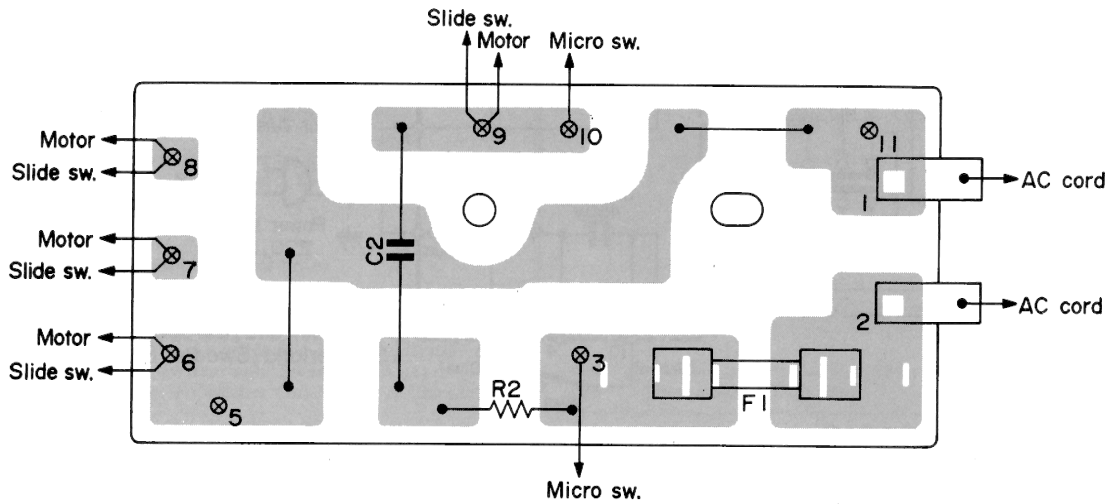 Slide sw.
Motor
Micro sw.
9
10
11
Motor
8
Slide sw.
1
AC cord
Motor
7
Slide sw.
C2
2
AC cord
Motor
6
Slide sw.
3
5
R2
F1
Micro sw.